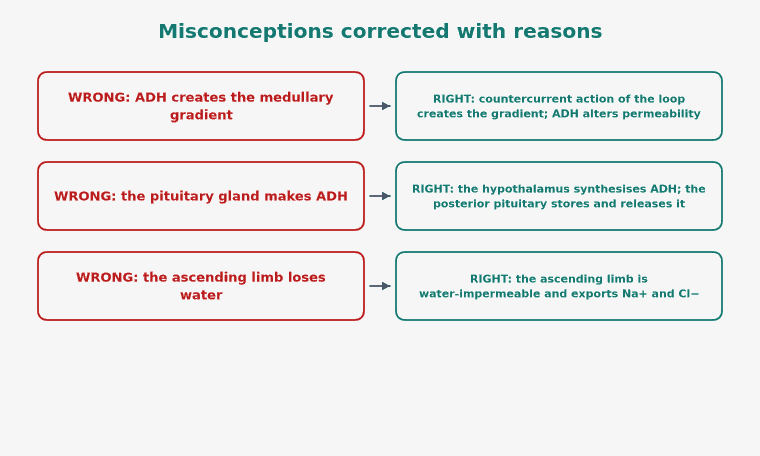 Misconceptions corrected with reasons
WRONG: ADH creates the medullary
gradient
RIGHT: countercurrent action of the loop
creates the gradient; ADH alters permeability
WRONG: the pituitary gland makes ADH
RIGHT: the hypothalamus synthesises ADH; the
posterior pituitary stores and releases it
WRONG: the ascending limb loses
water
RIGHT: the ascending limb is
water-impermeable and exports Na+ and Cl−